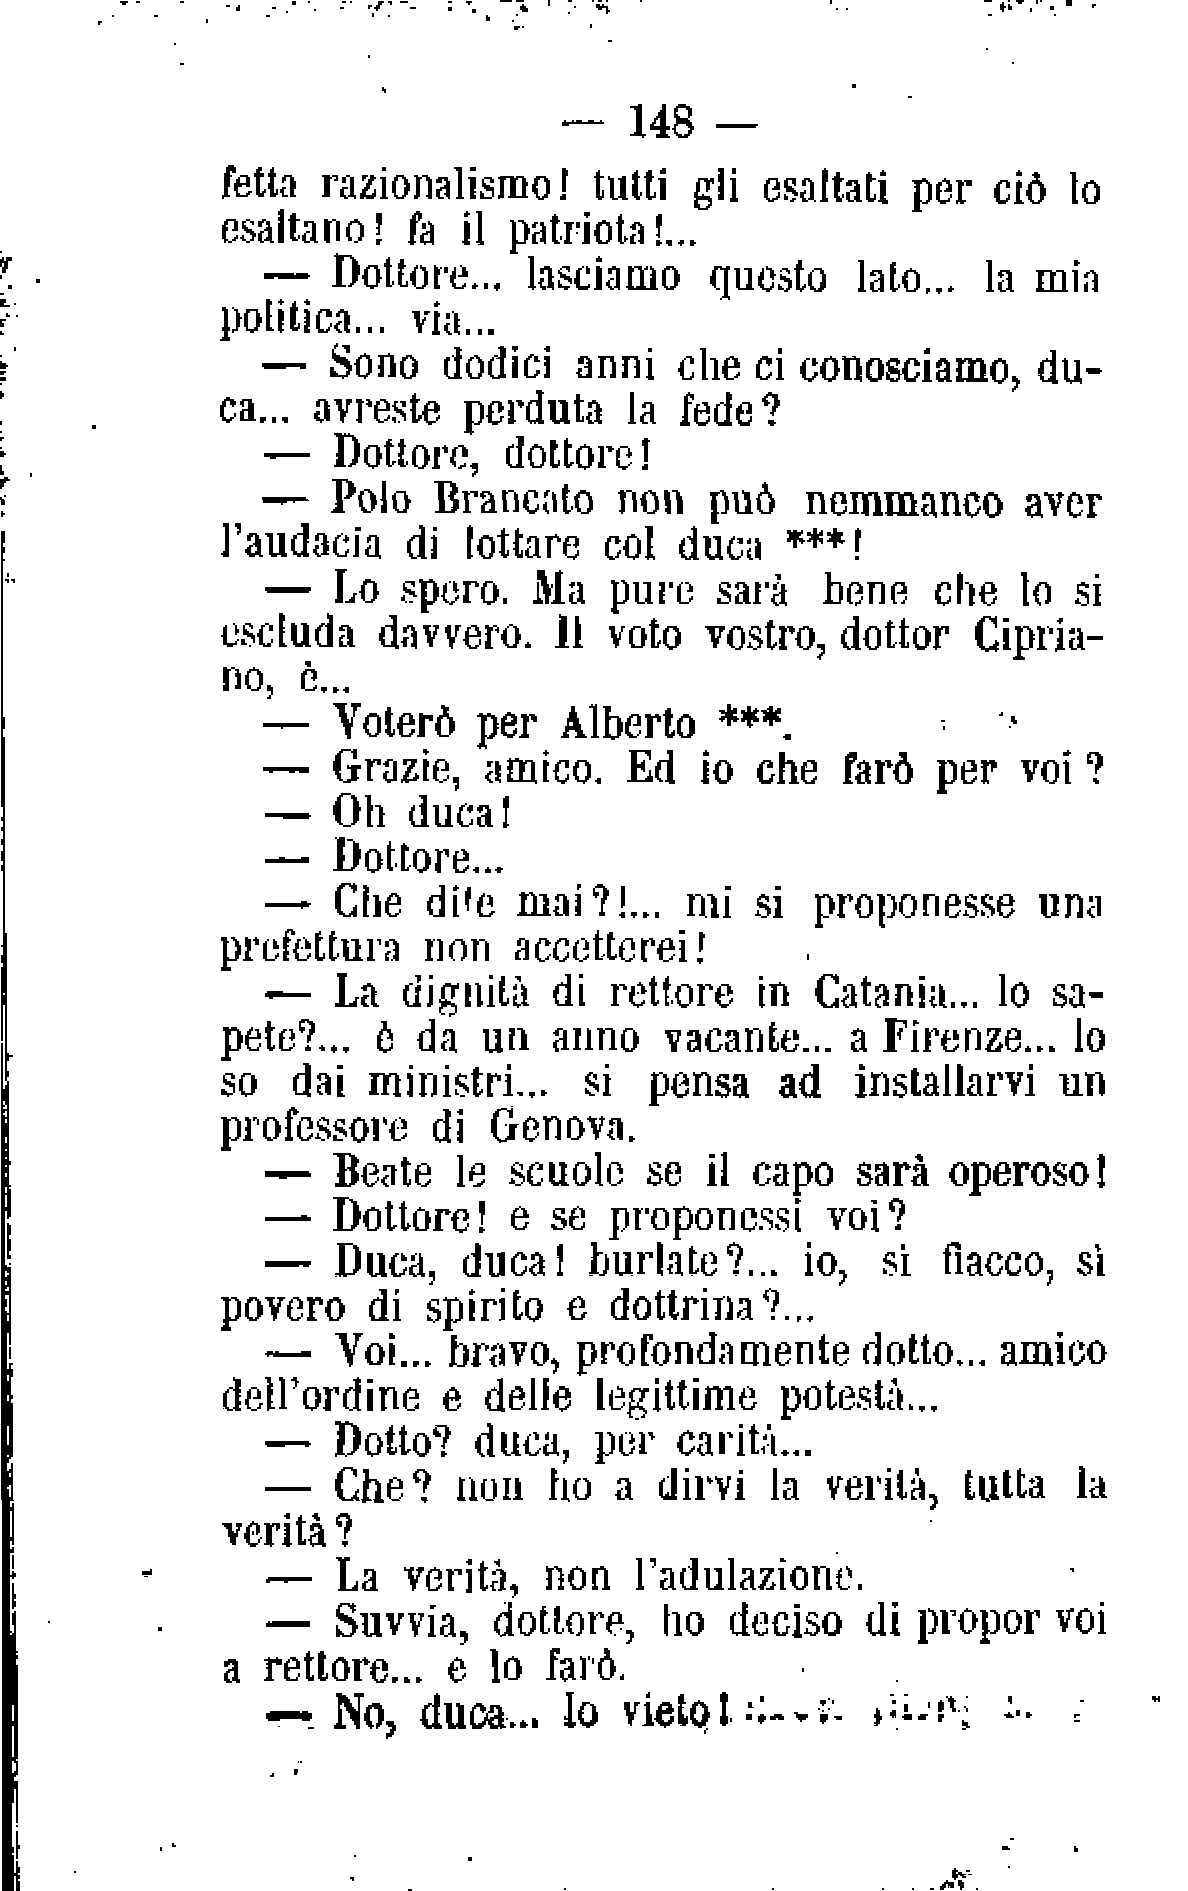 — 148 —
fetta razionalismo! tutti gli esaltati per ciò lo
esaltano! fa il patriota!...
— Dottore... lasciamo questo lato... la mia
politica... via...
— Sono dodici anni che ci conosciamo, du-
ca... avreste perduta la fede?
— Dottore, dottore!
— Polo Brancato non può nemmanco aver
l'audacia di lottare col duca ***!
— Lo spero. Ma pure sarà bene che lo si
escluda davvero. Il voto vostro, dottor Cipria-
no, è...
— Voterò per Alberto ***.
— Grazie, amico. Ed io che farò per voi?
— Oh duca!
— Dottore...
— Che dite mai?!... mi si proponesse una
prefettura non accetterei!
— La dignità di rettore in Catania... lo sa-
pete?... è da un anno vacante... a Firenze... lo
so dai ministri... si pensa ad installarvi un
professore di Genova.
— Beate le scuole se il capo sarà operoso!
— Dottore! e se proponessi voi?
— Duca, duca! burlate?... io, sì fiacco, sì
povero di spirito e dottrina?...
— Voi... bravo, profondamente dotto... amico
dell'ordine e delle legittime potestà...
— Dotto? duca, per carità...
— Che? non ho a dirvi la verità, tutta la
verità?
— La verità, non l'adulazione.
— Suvvia, dottore, ho deciso di propor voi
a rettore... e lo farò.
— No, duca... lo vieto!